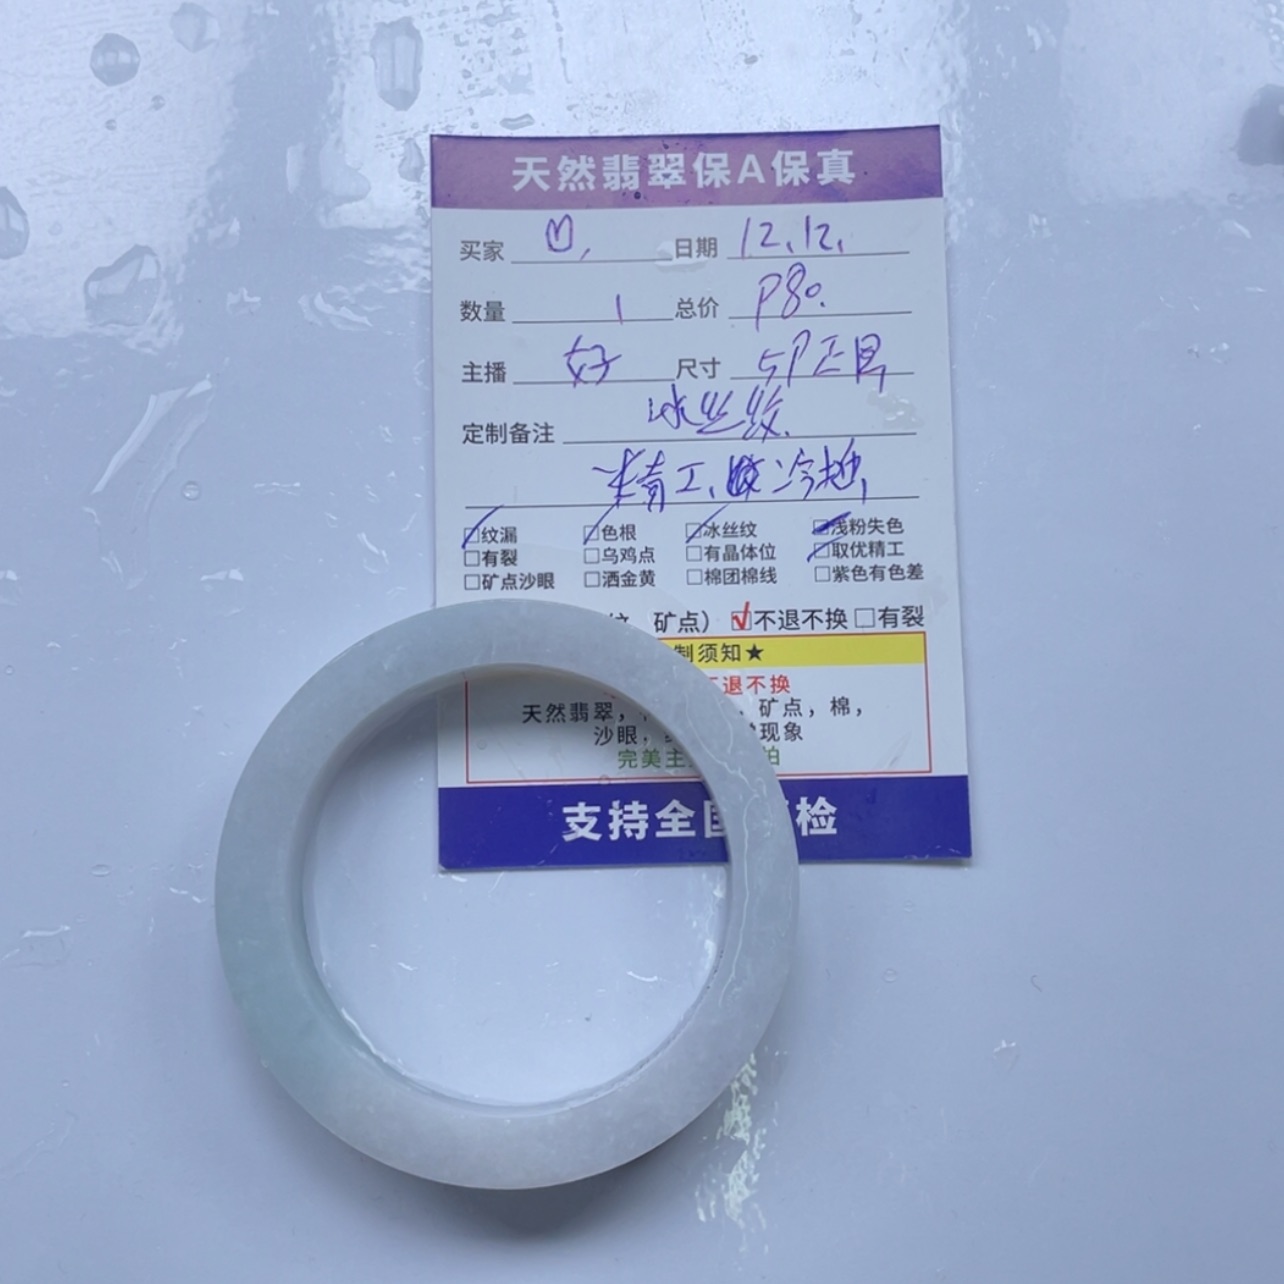 天然翡翠保A保真
买家 日期 12.12.
数量 1 总价 P80.
主播 好 尺寸 5P正圈
定制备注 冰丝纹.
精工.
□纹漏 □色根 □冰丝纹 □浅粉失色
□有裂 □乌鸡点 □有晶体位 □取优精工
□矿点沙眼 □洒金黄 □棉团棉线 □紫色有色差
矿点） ☑不退不换 □有裂
制须知★
退不换
天然翡翠， 矿点，棉，
沙眼， 现象
完美主 拍
支持全国 检